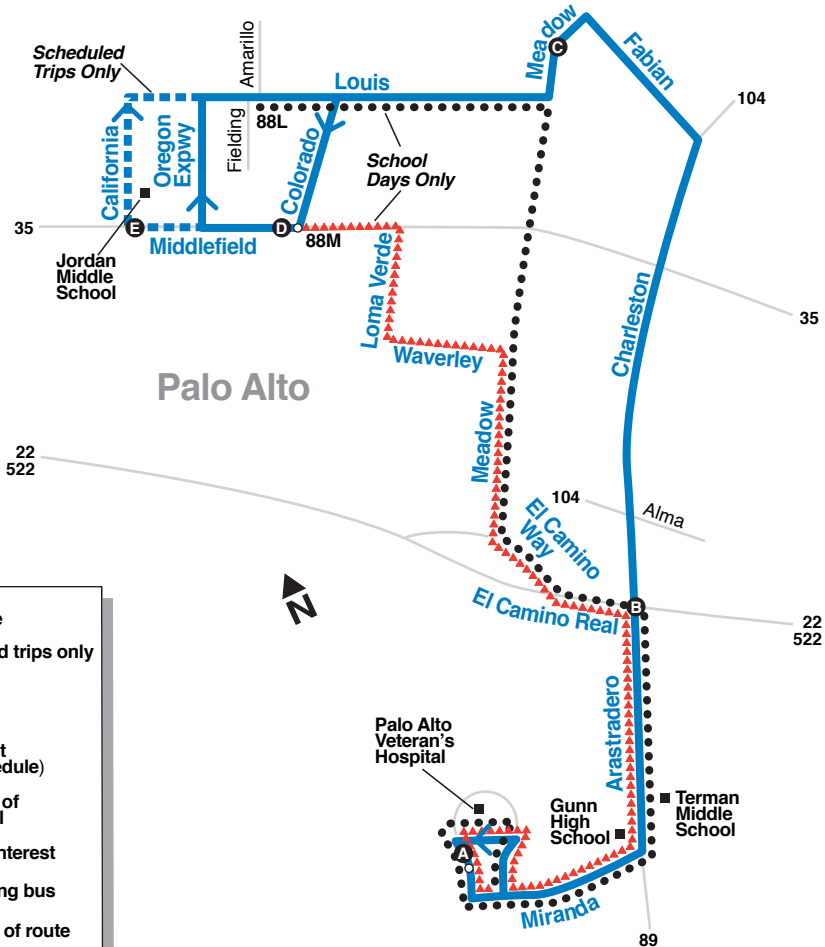 Scheduled
Trips Only
Amarillo
Louis
Meadow
C
Fabian
104
88L
Fielding
California
Oregon
Expwy
Colorado
School
Days Only
35
E
Middlefield
D
88M
Jordan
Middle
School
Loma Verde
Waverley
Charleston
35
Palo Alto
Meadow
22
522
104
Alma
El Camino
Way
N
B
El Camino Real
22
522
Arastradero
Palo Alto
Veteran's
Hospital
Gunn
High
School
Terman
Middle
School
A
Miranda
89
d trips only
t
edule)
of
l
nterest
ng bus
of route